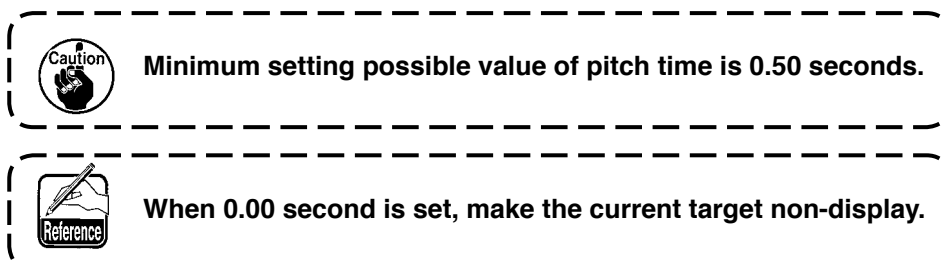 Caution
Minimum setting possible value of pitch time is 0.50 seconds.
Reference
When 0.00 second is set, make the current target non-display.